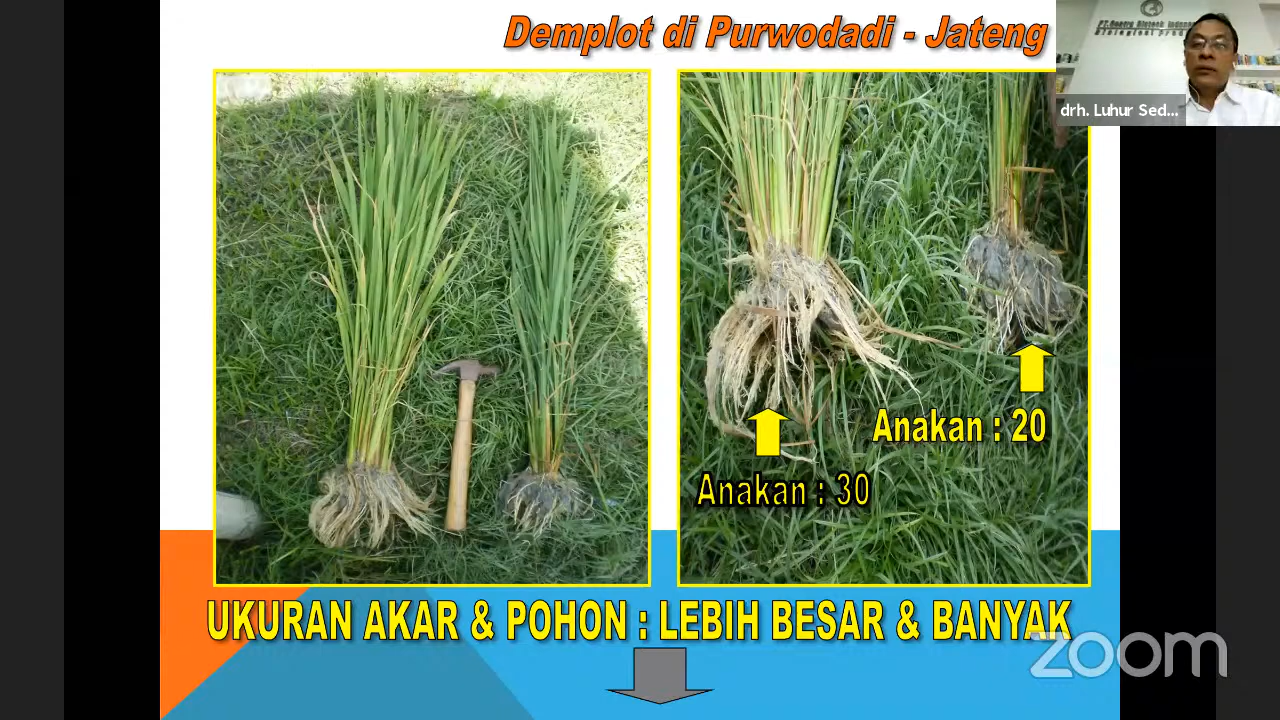 Demplot di Purwodadi - Jateng
drh. Luhur Sed...
Anakan : 20
Anakan : 30
UKURAN AKAR & POHON : LEBIH BESAR & BANYAK
zoom